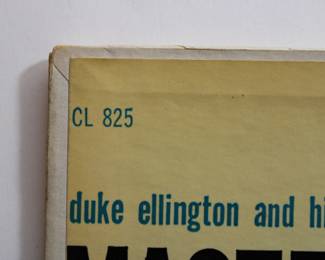 CL 825
duke ellington and hi